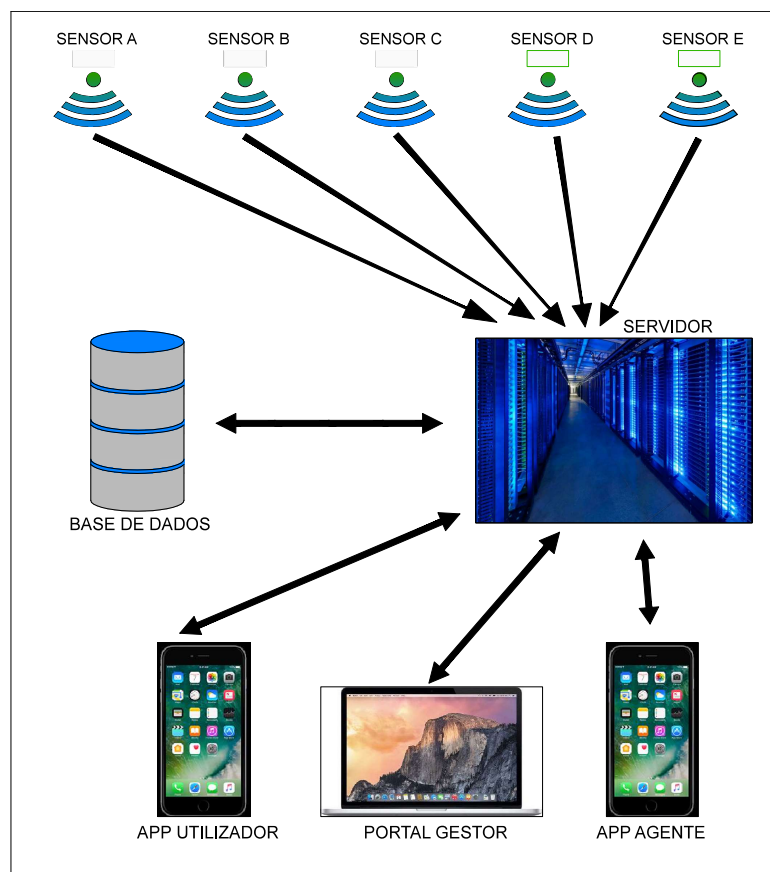 SENSOR A
SENSOR B
SENSOR C
SENSOR D
SENSOR E
SERVIDOR
BASE DE DADOS
APP UTILIZADOR
PORTAL GESTOR
APP AGENTE